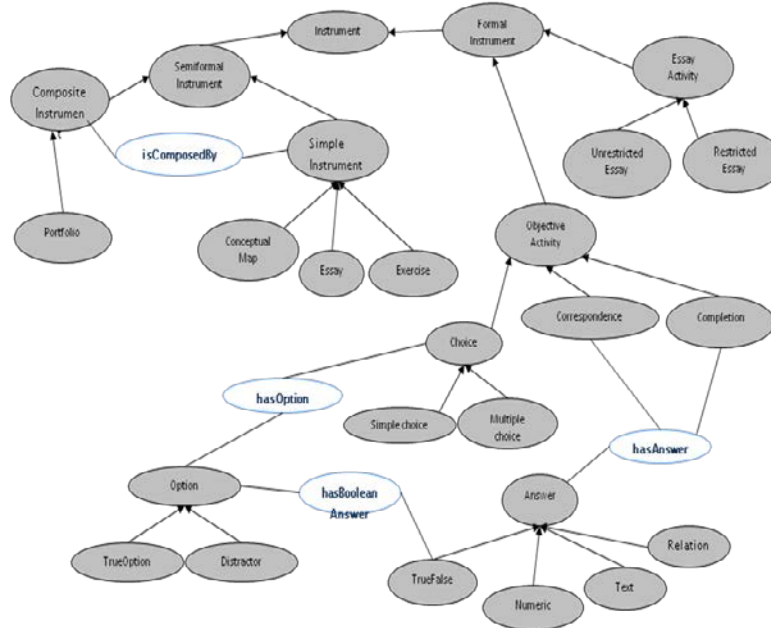 Instrument
Formal
Instrument
Semiformal
Instrument
Essay
Activity
Composite
Instrumen
isComposedBy
Simple
Instrument
Unrestricted
Essay
Restricted
Essay
Portfolio
Conceptual
Map
Essay
Exercise
Objective
Activity
Correspondence
Completion
Choice
hasOption
Simple choice
Multiple
choice
hasAnswer
Option
hasBoolean
Answer
Answer
TrueOption
Distractor
TrueFalse
Numeric
Text
Relation